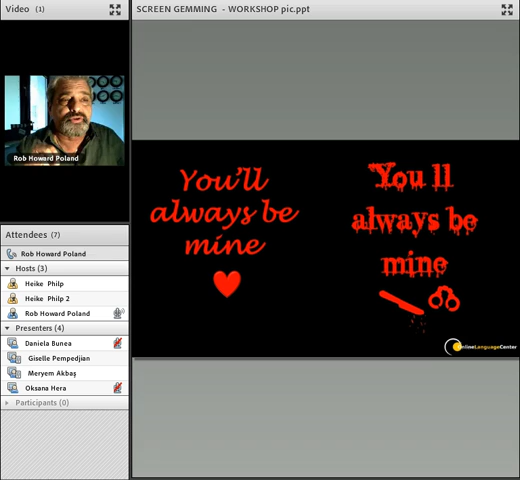 Video (1)
SCREEN GEMMING - WORKSHOP pic.ppt
Rob Howard Poland
Attendees (7)
Rob Howard Poland
Hosts (3)
Heike Philp
Heike Philp 2
Rob Howard Poland
Presenters (4)
Daniela Bunea
Giselle Pempedjian
Meryem Akbaş
Oksana Hera
Participants (0)
You'll
always be
mine
You ll
always be
mine
OnlineLanguageCenter